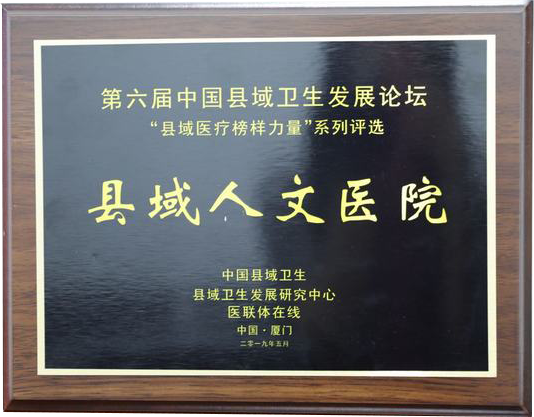 第六届中国县域卫生发展论坛
“县域医疗榜样力量”系列评选
县域人文医院
中国县域卫生
县域卫生发展研究中心
医联体在线
中国·厦门
二零一九年五月